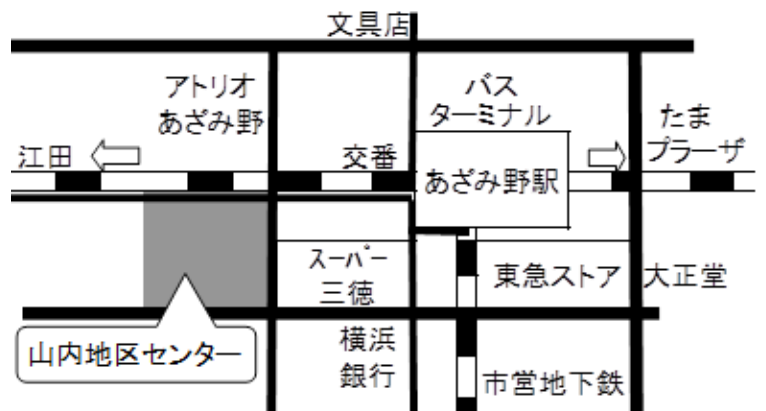 文具店
アトリオ
あざみ野
バス
ターミナル
たま
プラーザ
江田
交番
あざみ野駅
スーパー
三徳
東急ストア
大正堂
山内地区センター
横浜
銀行
市営地下鉄